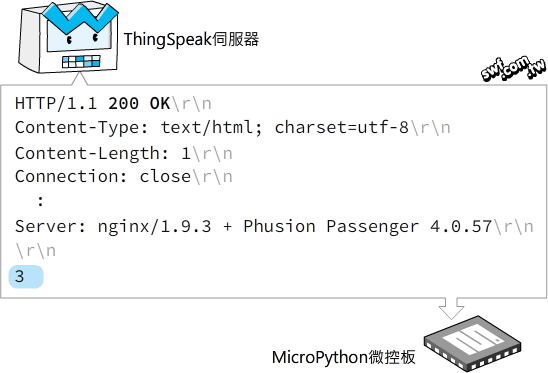 ThingSpeak伺服器
swf.com.tw
HTTP/1.1 200 OK\r\n
Content-Type: text/html; charset=utf-8\r\n
Content-Length: 1\r\n
Connection: close\r\n
:
Server: nginx/1.9.3 + Phusion Passenger 4.0.57\r\n
\r\n
3
MicroPython微控板